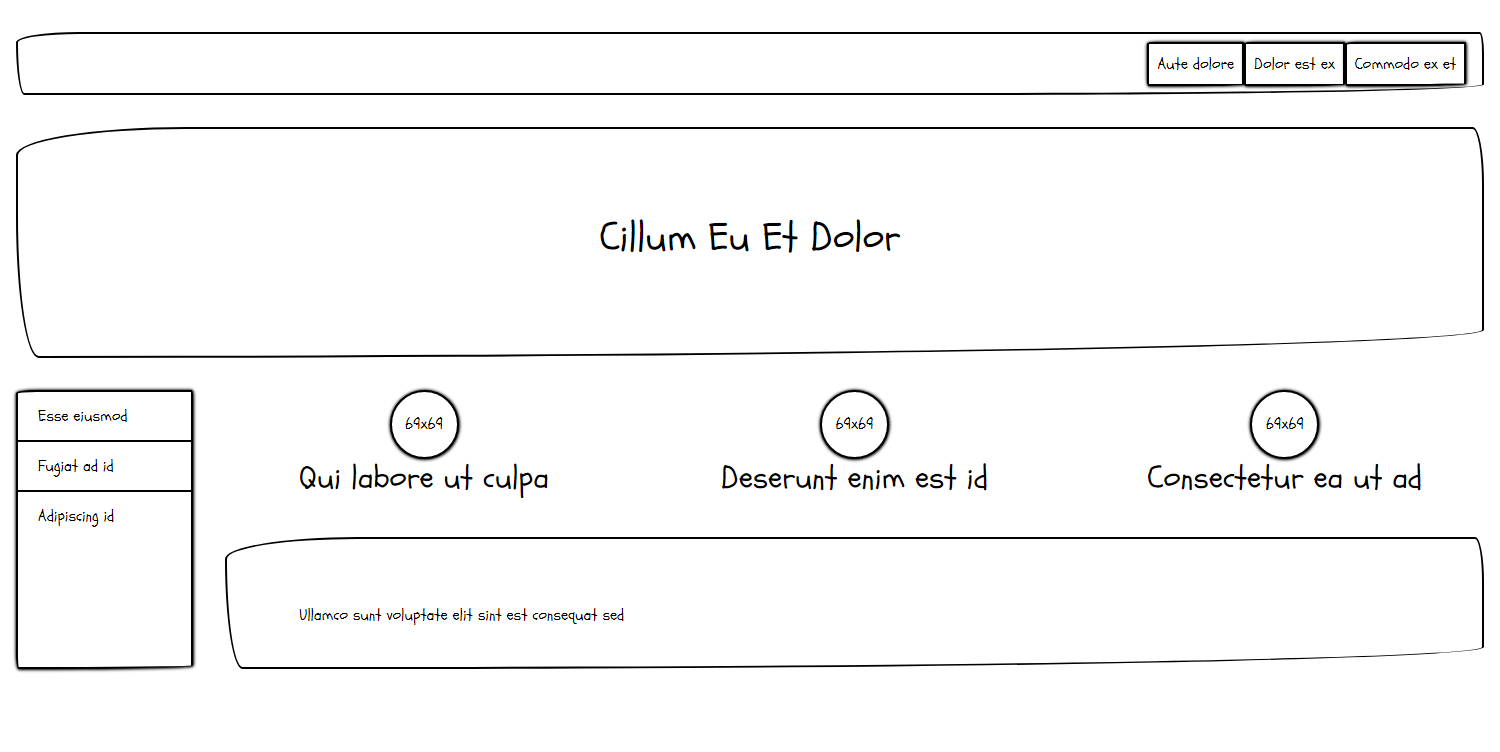 Aute dolore
Dolor est ex
Commodo ex et
Cillum Eu Et Dolor
Esse eiusmod
Fugiat ad id
Adipiscing id
69x69
Qui labore ut culpa
69x69
Deserunt enim est id
69x69
Consectetur ea ut ad
Ullamco sunt voluptate elit sint est consequat sed